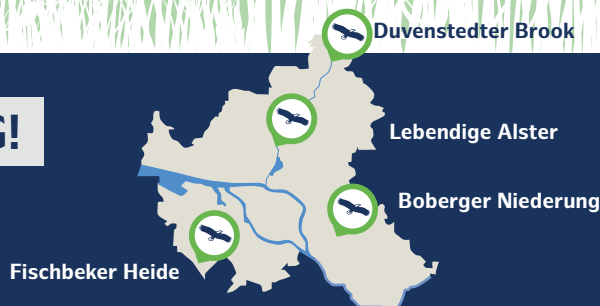 Duvenstedter Brook
G!
Lebendige Alster
Boberger Niederung
Fischbeker Heide